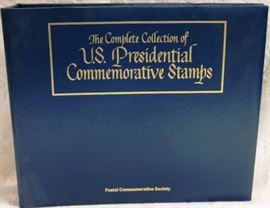 The Complete Collection of
U.S. Presidential
Commemorative Stamps
Postal Commemorative Society